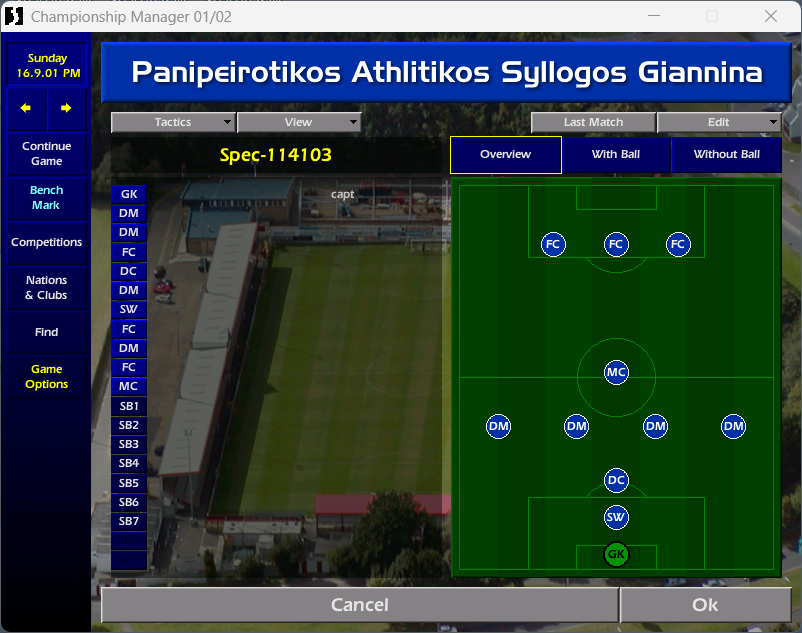 Championship Manager 01/02
Sunday
16.9.01 PM
Continue
Game
Bench
Mark
Competitions
Nations
& Clubs
Find
Game
Options
Panipeirotikos Athlitikos Syllogos Giannina
Tactics
View
Last Match
Edit
Spec-114103
Overview
With Ball
Without Ball
GK
capt
DM
DM
FC
DC
DM
SW
FC
DM
FC
MC
SB1
SB2
SB3
SB4
SB5
SB6
SB7
FC FC FC
MC
DM DM DM DM
DC
SW
GK
Cancel
Ok